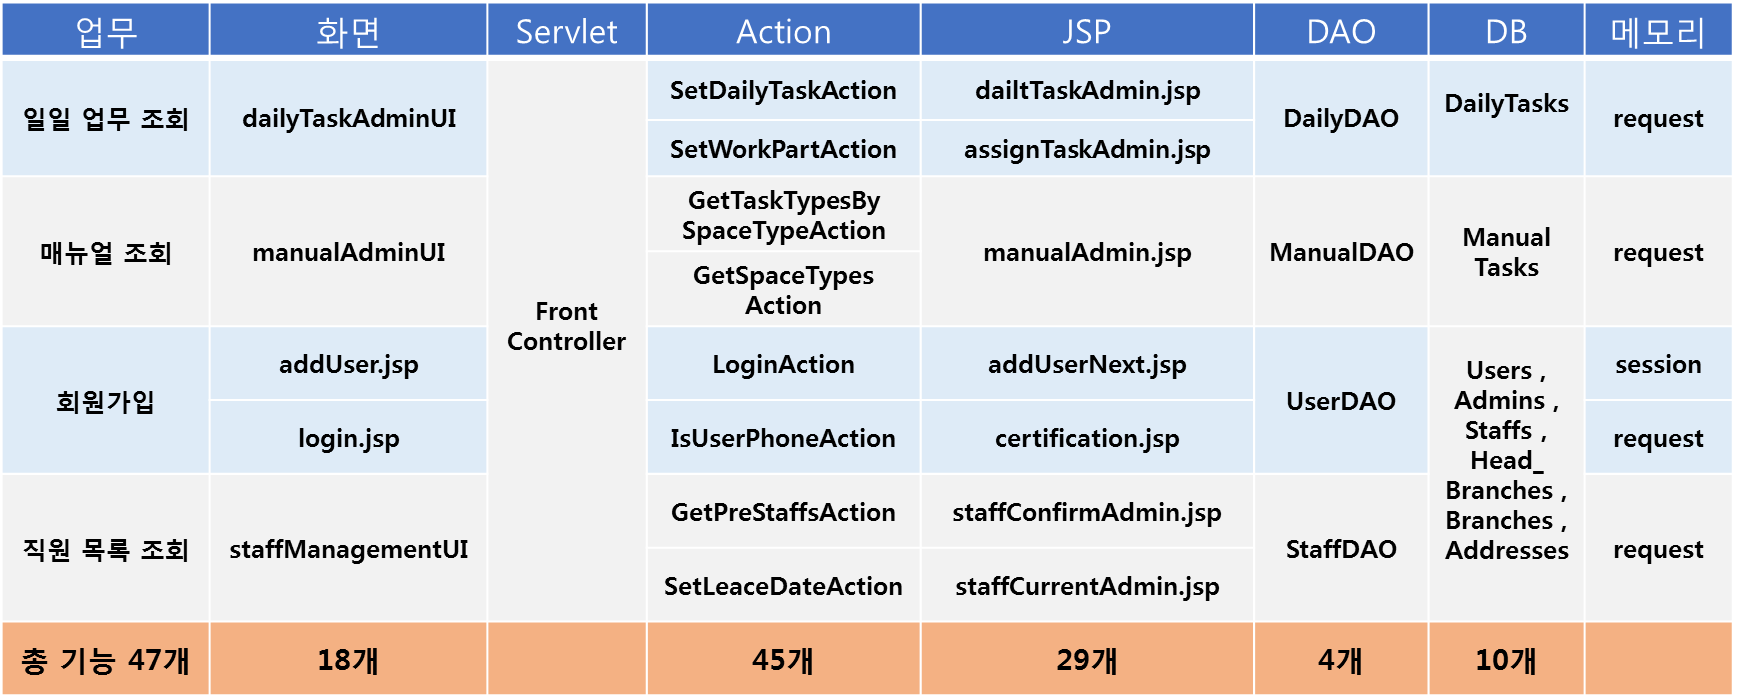 업무 화면 Servlet Action JSP DAO DB 메모리
일일 업무 조회
dailyTaskAdminUI
Front
Controller
SetDailyTaskAction
dailtTaskAdmin.jsp
SetWorkPartAction
assignTaskAdmin.jsp
DailyDAO
DailyTasks
request
매뉴얼 조회
manualAdminUI
GetTaskTypesBy
SpaceTypeAction
GetSpaceTypes
Action
manualAdmin.jsp
ManualDAO
Manual
Tasks
request
회원가입
addUser.jsp
LoginAction
addUserNext.jsp
session
login.jsp
IsUserPhoneAction
certification.jsp
request
UserDAO
Users ,
Admins ,
Staffs ,
Head_
Branches ,
Branches ,
Addresses
직원 목록 조회
staffManagementUI
GetPreStaffsAction
staffConfirmAdmin.jsp
SetLeaceDateAction
staffCurrentAdmin.jsp
StaffDAO
request
총 기능 47개 18개 45개 29개 4개 10개